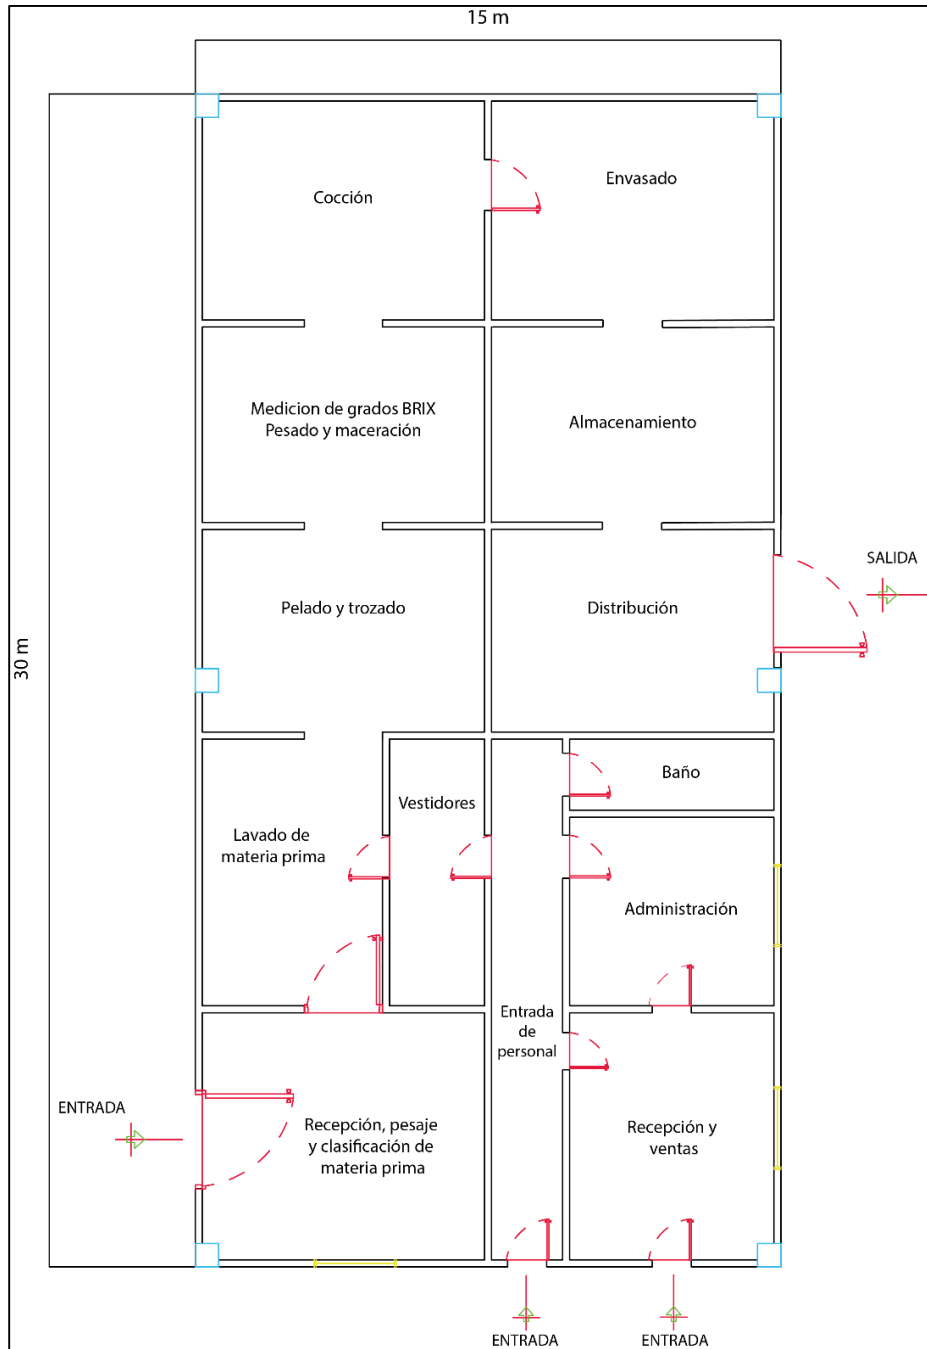 15 m
Cocción
Envasado
Medicion de grados BRIX
Pesado y maceración
Almacenamiento
SALIDA
Pelado y trozado
Distribución
30 m
Baño
Vestidores
Lavado de
materia prima
Administración
Entrada
de
personal
ENTRADA
Recepción, pesaje
y clasificación de
materia prima
Recepción y
ventas
ENTRADA
ENTRADA